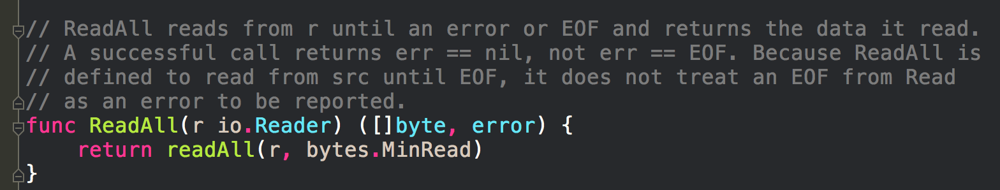 // ReadAll reads from r until an error or EOF and returns the data it read.
// A successful call returns err == nil, not err == EOF. Because ReadAll is
// defined to read from src until EOF, it does not treat an EOF from Read
// as an error to be reported.
func ReadAll(r io.Reader) ([]byte, error) {
    return readAll(r, bytes.MinRead)
}